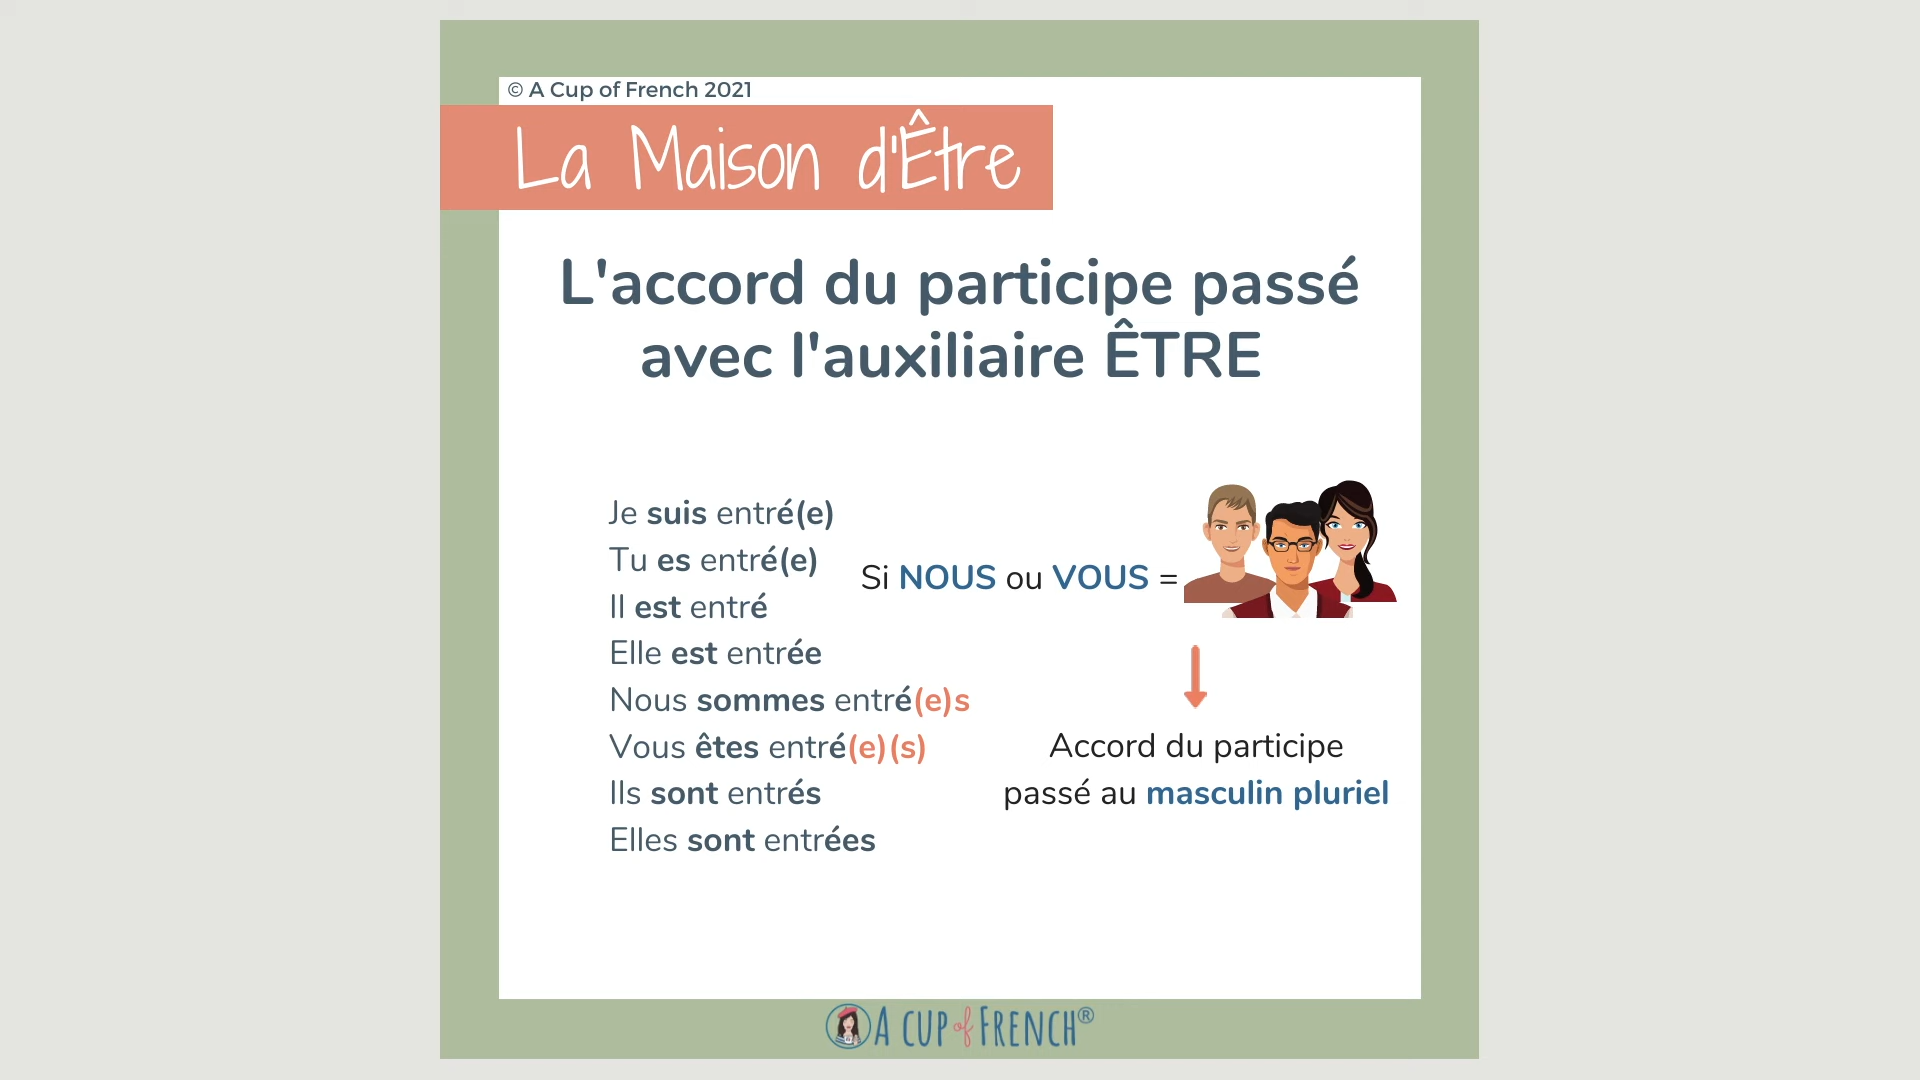 © A Cup of French 2021
La Maison d'Être
L'accord du participe passé
avec l'auxiliaire ÊTRE
Je suis entré(e)
Tu es entré(e)
Il est entré
Elle est entrée
Nous sommes entré(e)s
Vous êtes entré(e)(s)
Ils sont entrés
Elles sont entrées
Si NOUS ou VOUS =
Accord du participe
passé au masculin pluriel
A CUP of FRENCH®